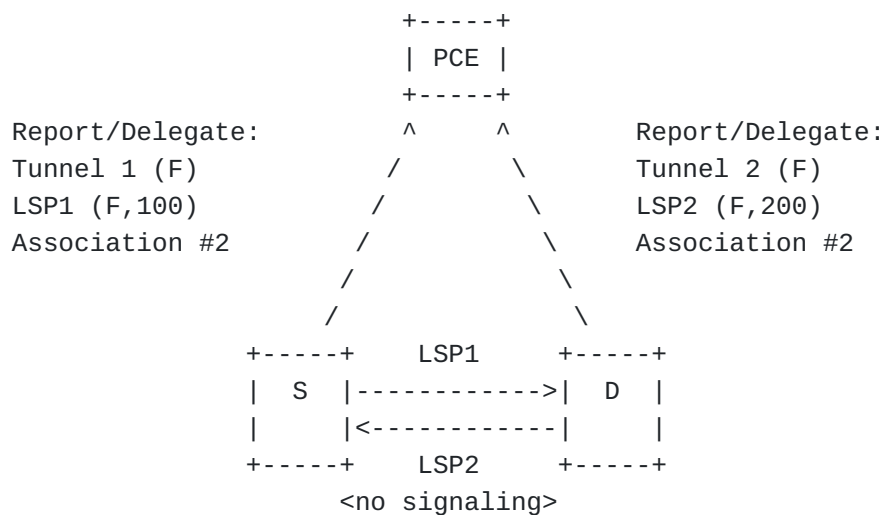 +-----+
| PCE |
+-----+
Report/Delegate: ^ ^ Report/Delegate:
Tunnel 1 (F) / \ Tunnel 2 (F)
LSP1 (F,100) / \ LSP2 (F,200)
Association #2 / \ Association #2
/ \
/ \
+-----+ LSP1 +-----+
| S |------------>| D |
| |<------------| |
+-----+ LSP2 +-----+
<no signaling>